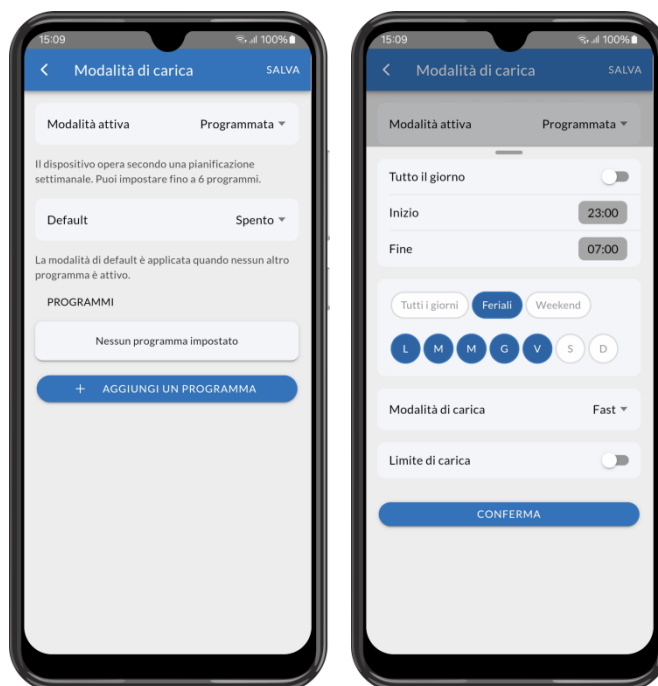 15:09
100%
Modalità di carica
SALVA
Modalità attiva
Programmata
Il dispositivo opera secondo una pianificazione
settimanale. Puoi impostare fino a 6 programmi.
Default
Spento
La modalità di default è applicata quando nessun altro
programma è attivo.
PROGRAMMI
Nessun programma impostato
+ AGGIUNGI UN PROGRAMMA
15:09
100%
Modalità di carica
SALVA
Modalità attiva
Programmata
Tutto il giorno
Inizio
23:00
Fine
07:00
Tutti i giorni
Feriali
Weekend
L M M G V S D
Modalità di carica
Fast
Limite di carica
CONFERMA